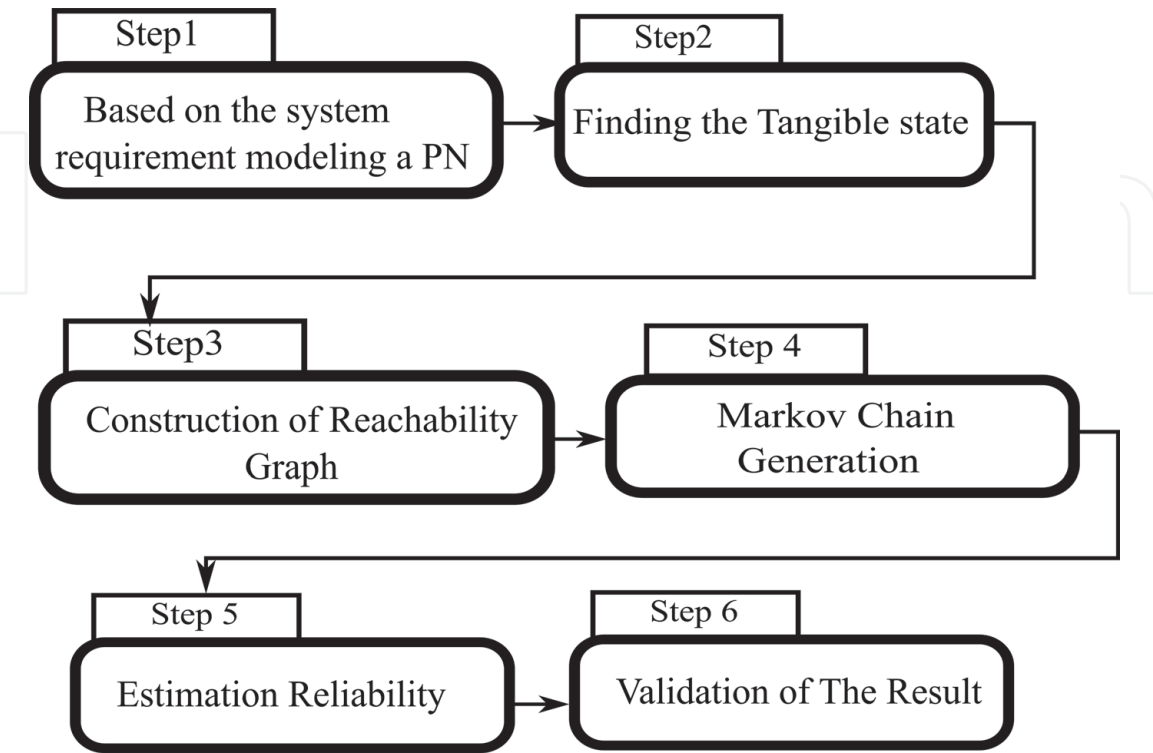 Step1
Based on the system
requirement modeling a PN
Step2
Finding the Tangible state
Step3
Construction of Reachability
Graph
Step 4
Markov Chain
Generation
Step 5
Estimation Reliability
Step 6
Validation of The Result